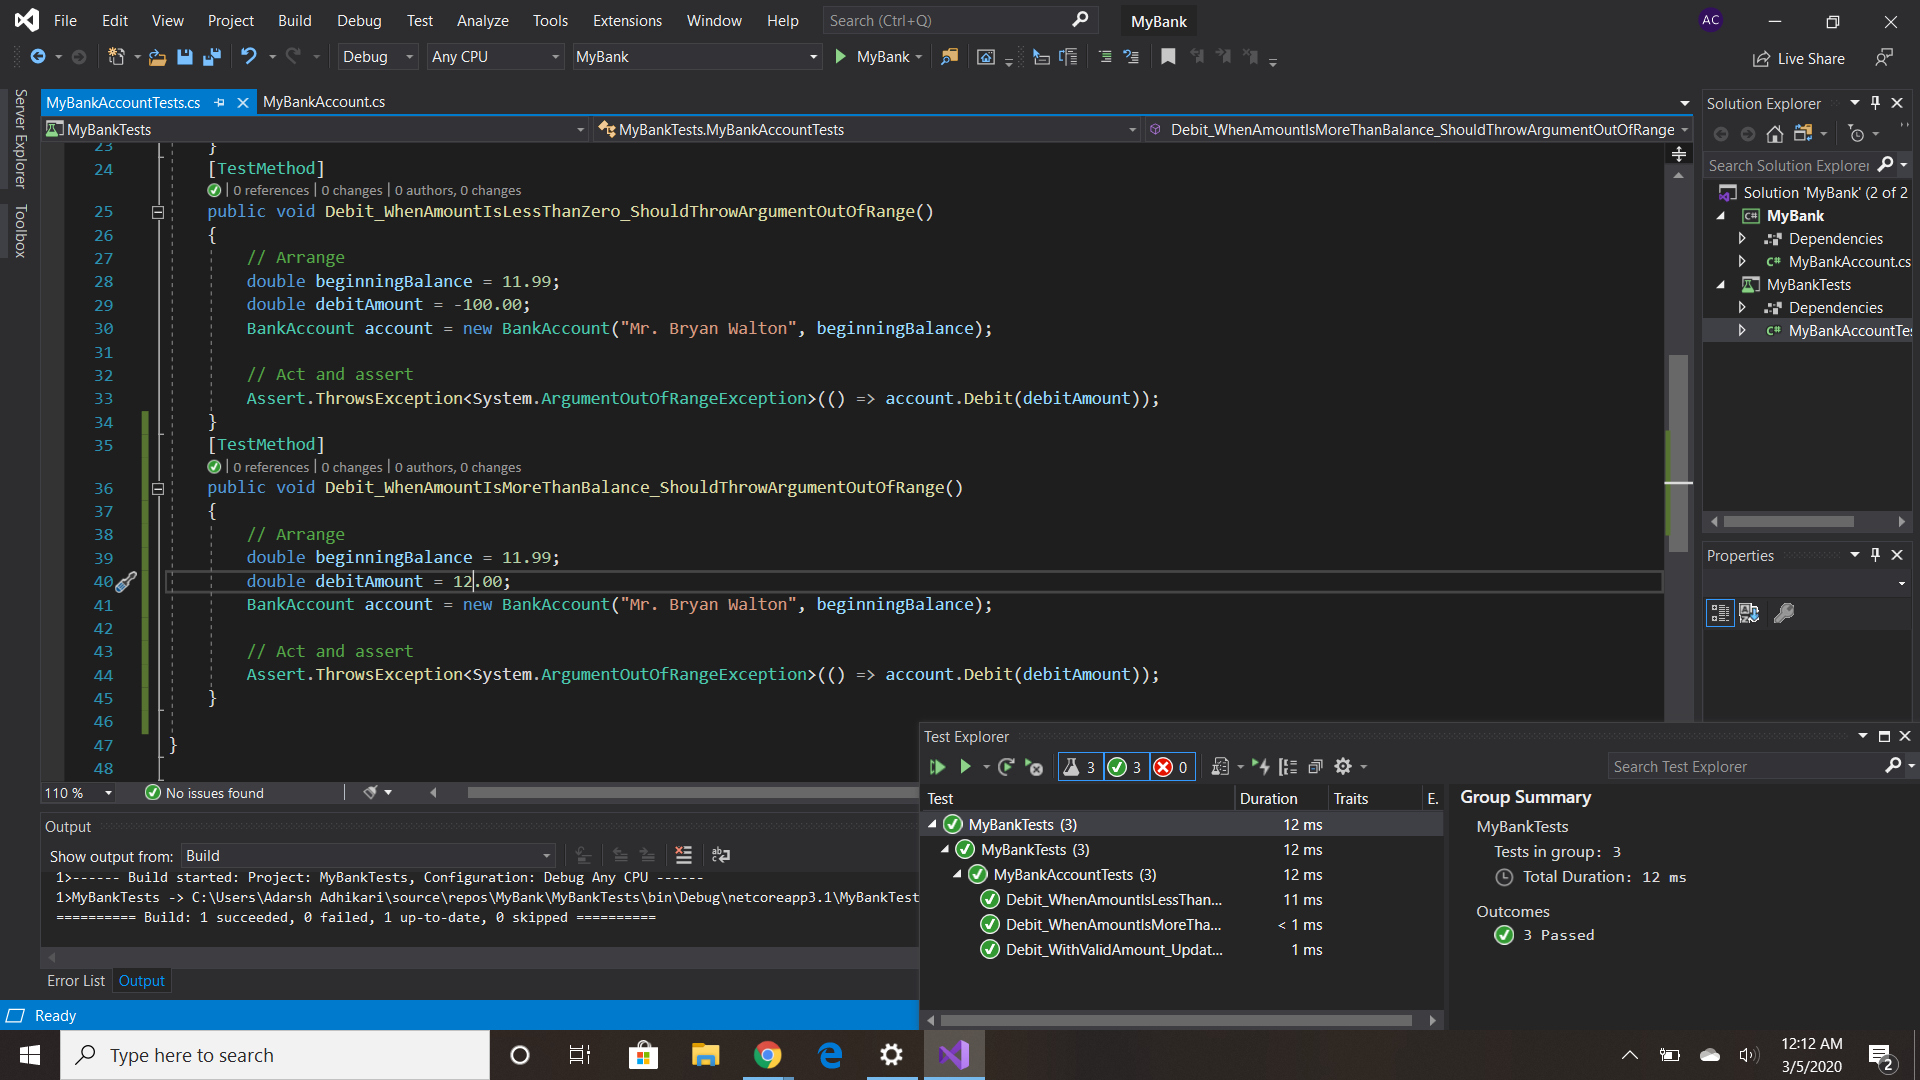 File Edit View Project Build Debug Test Analyze Tools Extensions Window Help Search (Ctrl+Q) MyBank AC
Debug Any CPU MyBank MyBank Live Share
Server Explorer
Toolbox
MyBankAccountTests.cs MyBankAccount.cs
MyBankTests MyBankTests.MyBankAccountTests Debit_WhenAmountIsMoreThanBalance_ShouldThrowArgumentOutOfRange
23 }
24 [TestMethod]
0 references | 0 changes | 0 authors, 0 changes
25 public void Debit_WhenAmountIsLessThanZero_ShouldThrowArgumentOutOfRange()
26 {
27 // Arrange
28 double beginningBalance = 11.99;
29 double debitAmount = -100.00;
30 BankAccount account = new BankAccount("Mr. Bryan Walton", beginningBalance);
31
32 // Act and assert
33 Assert.ThrowsException<System.ArgumentOutOfRangeException>(() => account.Debit(debitAmount));
34 }
35 [TestMethod]
0 references | 0 changes | 0 authors, 0 changes
36 public void Debit_WhenAmountIsMoreThanBalance_ShouldThrowArgumentOutOfRange()
37 {
38 // Arrange
39 double beginningBalance = 11.99;
40 double debitAmount = 12.00;
41 BankAccount account = new BankAccount("Mr. Bryan Walton", beginningBalance);
42
43 // Act and assert
44 Assert.ThrowsException<System.ArgumentOutOfRangeException>(() => account.Debit(debitAmount));
45 }
46
47 }
48
110 % No issues found
Output
Show output from: Build
1>------ Build started: Project: MyBankTests, Configuration: Debug Any CPU ------
1>MyBankTests -> C:\Users\Adarsh Adhikari\source\repos\MyBank\MyBankTests\bin\Debug\netcoreapp3.1\MyBankTest
========== Build: 1 succeeded, 0 failed, 1 up-to-date, 0 skipped ==========
Error List Output
Ready
Solution Explorer
Search Solution Explorer
Solution 'MyBank' (2 of 2
MyBank
Dependencies
C# MyBankAccount.cs
MyBankTests
Dependencies
C# MyBankAccountTes
Properties
Test Explorer
3 3 0 Search Test Explorer
Test Duration Traits E.
MyBankTests (3) 12 ms
MyBankTests (3) 12 ms
MyBankAccountTests (3) 12 ms
Debit_WhenAmountIsLessThan... 11 ms
Debit_WhenAmountIsMoreTha... < 1 ms
Debit_WithValidAmount_Updat... 1 ms
Group Summary
MyBankTests
Tests in group: 3
Total Duration: 12 ms
Outcomes
3 Passed
Type here to search
12:12 AM
3/5/2020
2